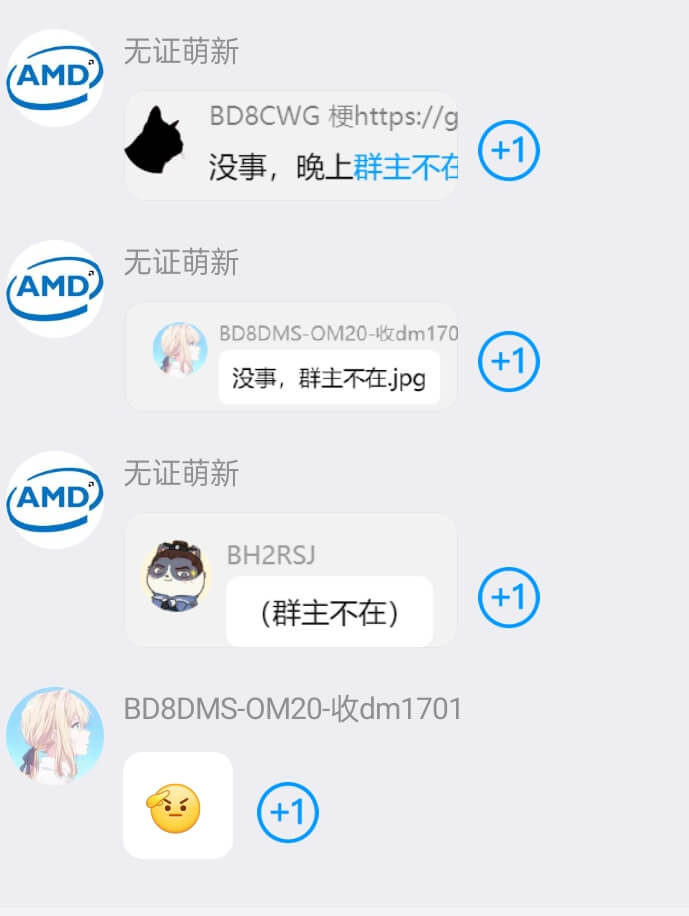 无证萌新
AMD
BD8CWG 梗https://g
没事，晚上群主不在
+1
无证萌新
AMD
BD8DMS-OM20-收dm170
没事，群主不在.jpg
+1
无证萌新
AMD
BH2RSJ
（群主不在）
+1
BD8DMS-OM20-收dm1701
+1